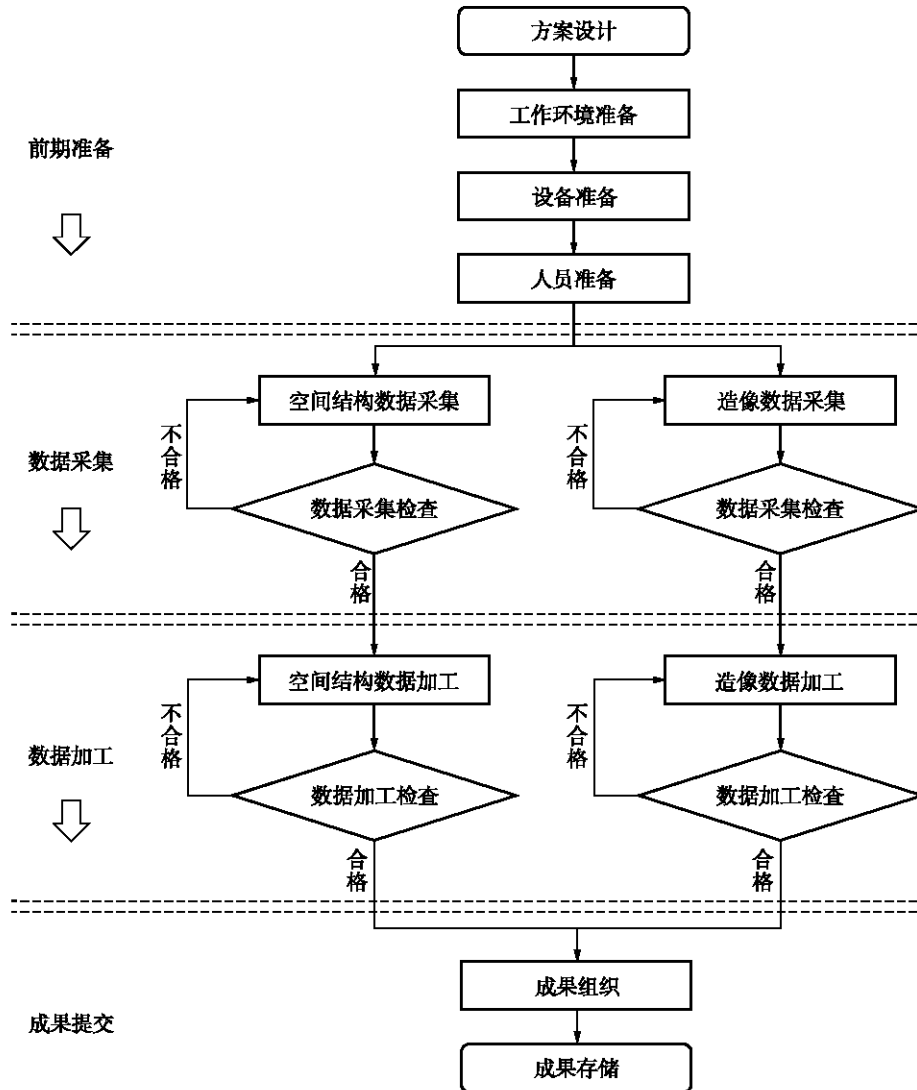 方案设计
工作环境准备
前期准备
设备准备
人员准备
空间结构数据采集
造像数据采集
不合格
不合格
数据采集
数据采集检查
数据采集检查
合格
合格
空间结构数据加工
造像数据加工
不合格
不合格
数据加工
数据加工检查
数据加工检查
合格
合格
成果组织
成果提交
成果存储